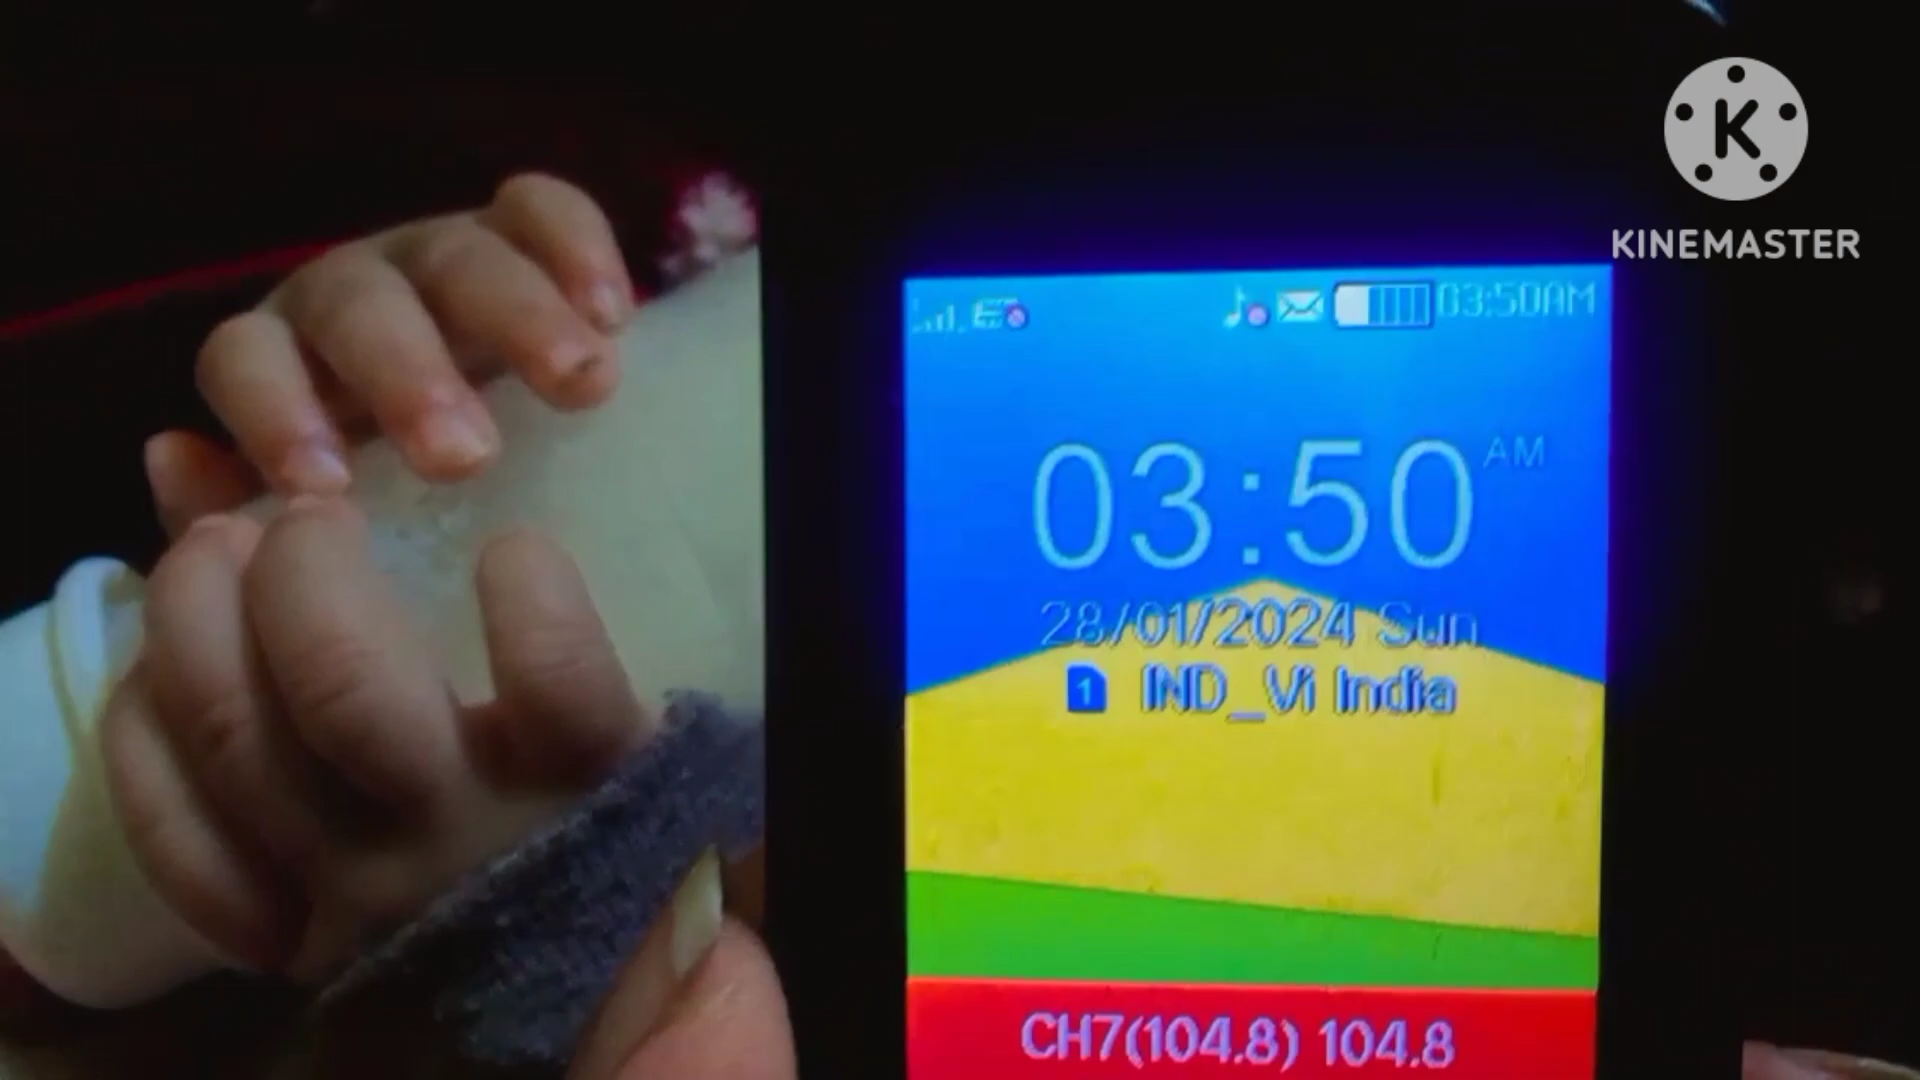 K
KINEMASTER
03:50AM
03:50 AM
28/01/2024 Sun
1 IND_Vi India
CH7(104.8) 104.8